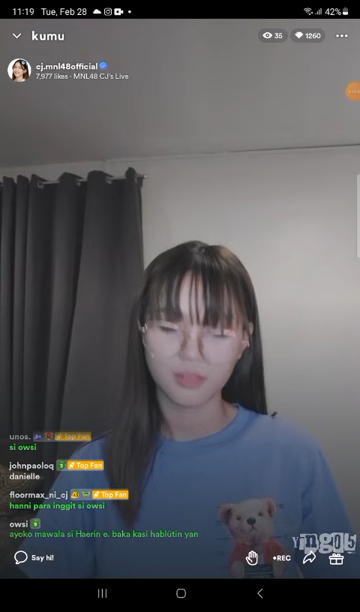 11:19 Tue, Feb 28
42%
kumu
35
1260
cj.mnl48official
7,977 likes · MNL48 CJ's Live
unos. Top Fan
si owsi
johnpaoloq Top Fan
danielle
floormax_ni_cj Top Fan
hanni para inggit si owsi
owsi 9
ayoko mawala si Haerin e. baka kasi hablutin yan
Say hi!
•REC